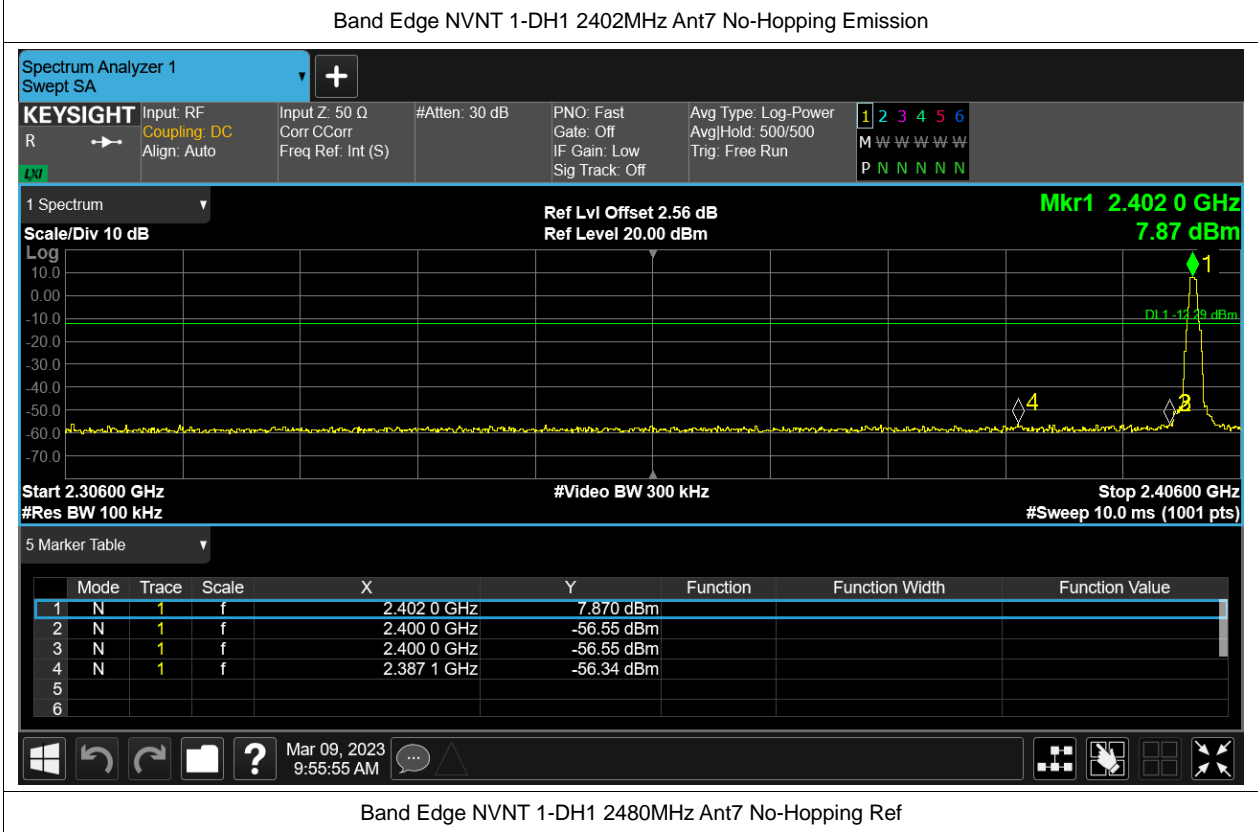 Band Edge NVNT 1-DH1 2402MHz Ant7 No-Hopping Emission
Spectrum Analyzer 1
Swept SA
KEYSIGHT
R
LXI
Input: RF
Coupling: DC
Align: Auto
Input Z: 50 Ω
Corr CCorr
Freq Ref: Int (S)
#Atten: 30 dB
PNO: Fast
Gate: Off
IF Gain: Low
Sig Track: Off
Avg Type: Log-Power
Avg|Hold: 500/500
Trig: Free Run
1 2 3 4 5 6
M W W W W W
P N N N N N
1 Spectrum
Scale/Div 10 dB
Ref Lvl Offset 2.56 dB
Ref Level 20.00 dBm
Mkr1 2.402 0 GHz
7.87 dBm
Log
10.0
0.00
-10.0
-20.0
-30.0
-40.0
-50.0
-60.0
-70.0
1
DL1 -12.29 dBm
4
Start 2.30600 GHz
#Res BW 100 kHz
#Video BW 300 kHz
Stop 2.40600 GHz
#Sweep 10.0 ms (1001 pts)
5 Marker Table
Mode Trace Scale X Y Function Function Width Function Value
1 N 1 f 2.402 0 GHz 7.870 dBm
2 N 1 f 2.400 0 GHz -56.55 dBm
3 N 1 f 2.400 0 GHz -56.55 dBm
4 N 1 f 2.387 1 GHz -56.34 dBm
5
6
?
Mar 09, 2023
9:55:55 AM
Band Edge NVNT 1-DH1 2480MHz Ant7 No-Hopping Ref